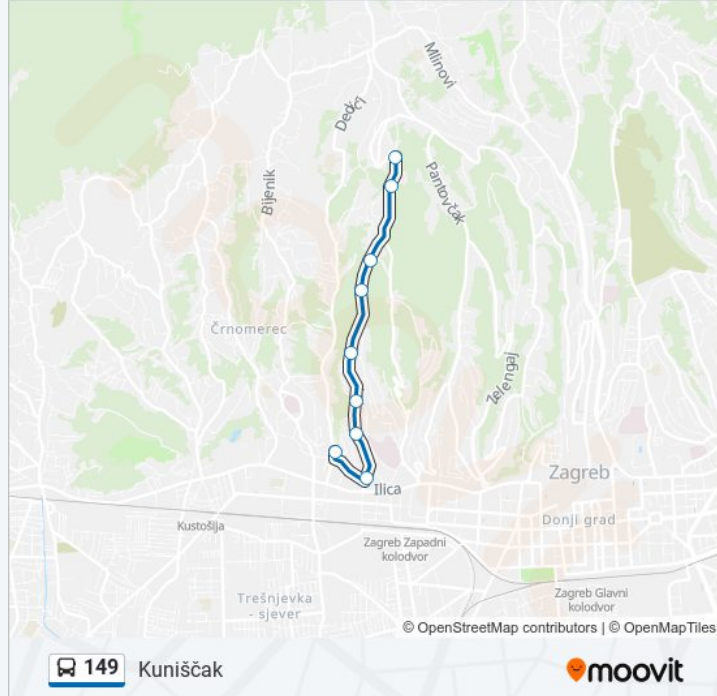 Mlinovi
Dedići
Pantovčak
Bijenik
Črnomerec
Zelengaj
Zagreb
Ilica
Donji grad
Kustošija
Zagreb Zapadni
kolodvor
Zagreb Glavni
kolodvor
Trešnjevka
- sjever
© OpenStreetMap contributors | © OpenMapTiles
149 Kuniščak
moovit